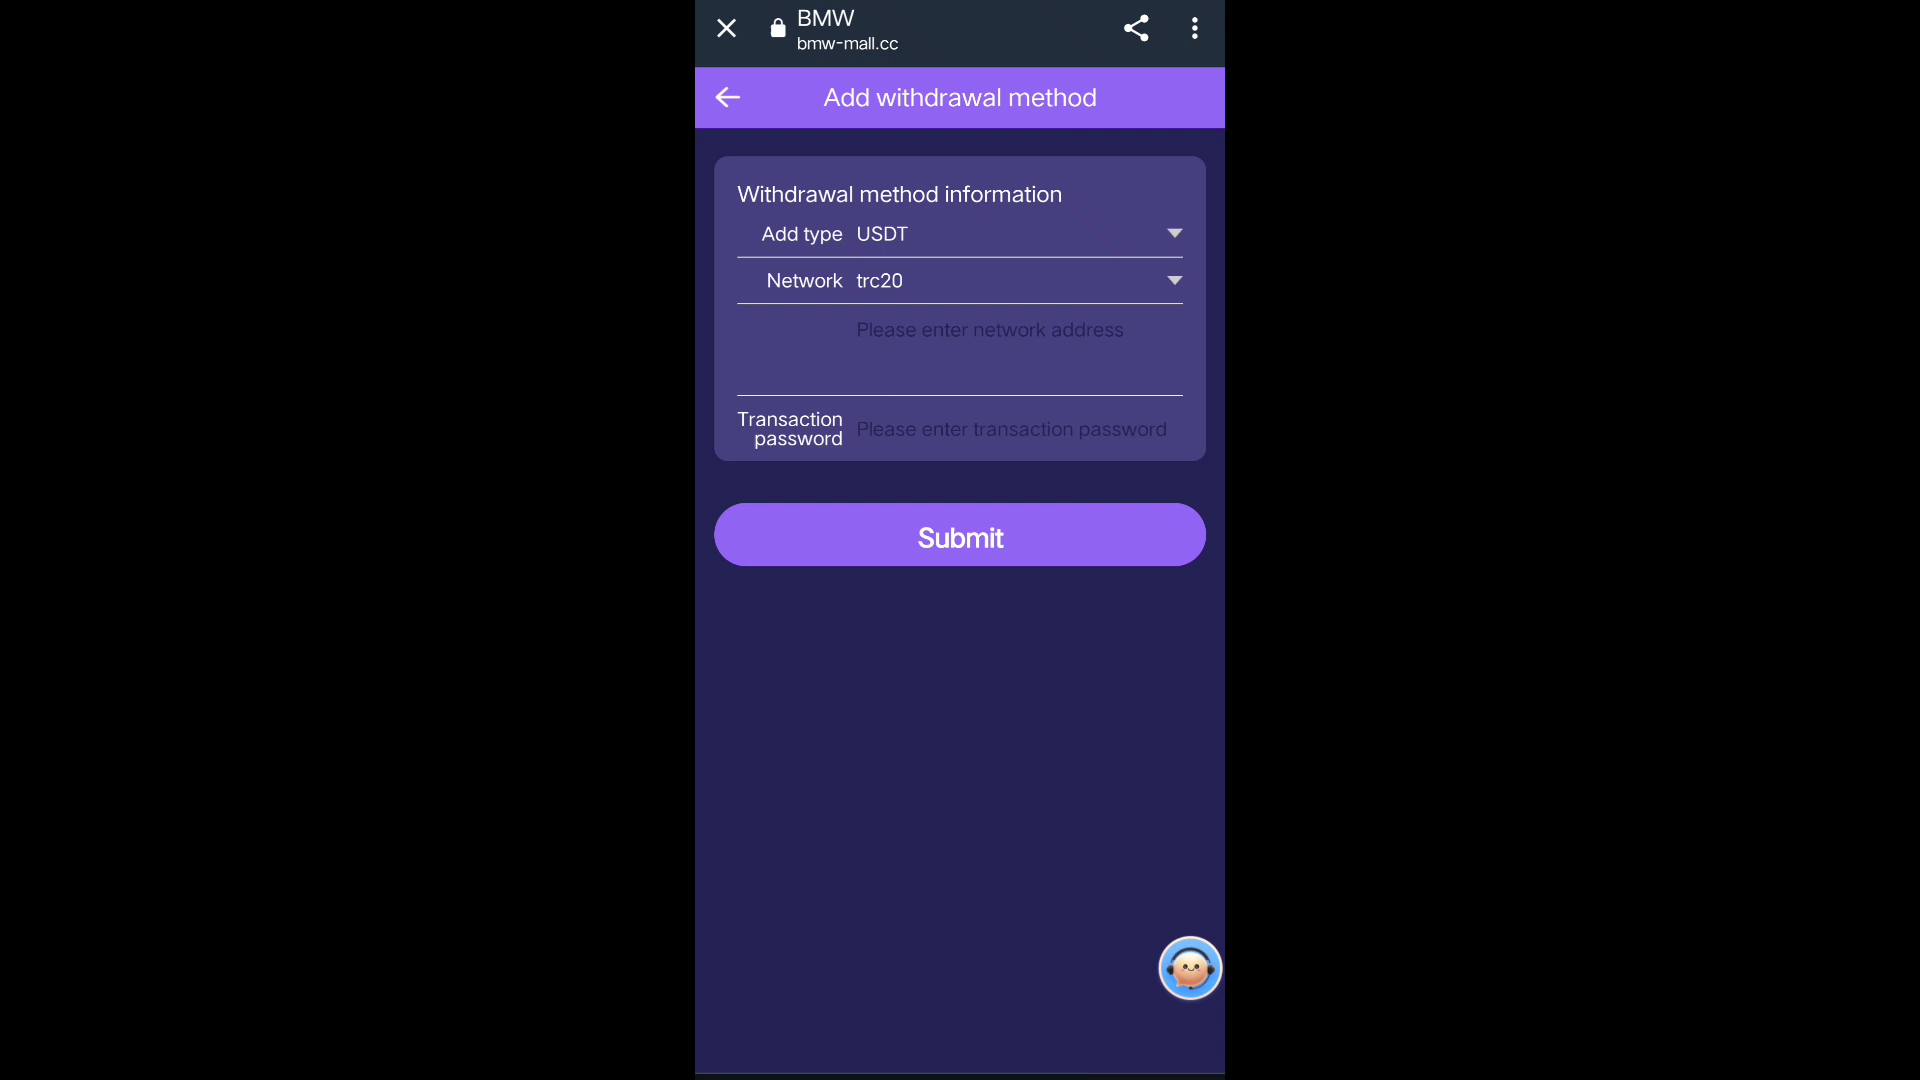 BMW
bmw-mall.cc
Add withdrawal method
Withdrawal method information
Add type USDT
Network trc20
Please enter network address
Transaction password Please enter transaction password
Submit